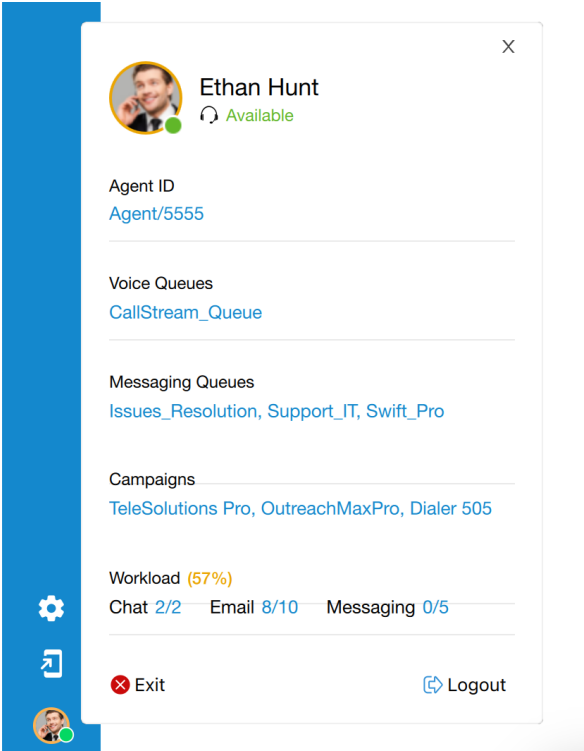 X
Ethan Hunt
Available
Agent ID
Agent/5555
Voice Queues
CallStream_Queue
Messaging Queues
Issues_Resolution, Support_IT, Swift_Pro
Campaigns
TeleSolutions Pro, OutreachMaxPro, Dialer 505
Workload (57%)
Chat 2/2 Email 8/10 Messaging 0/5
Exit Logout